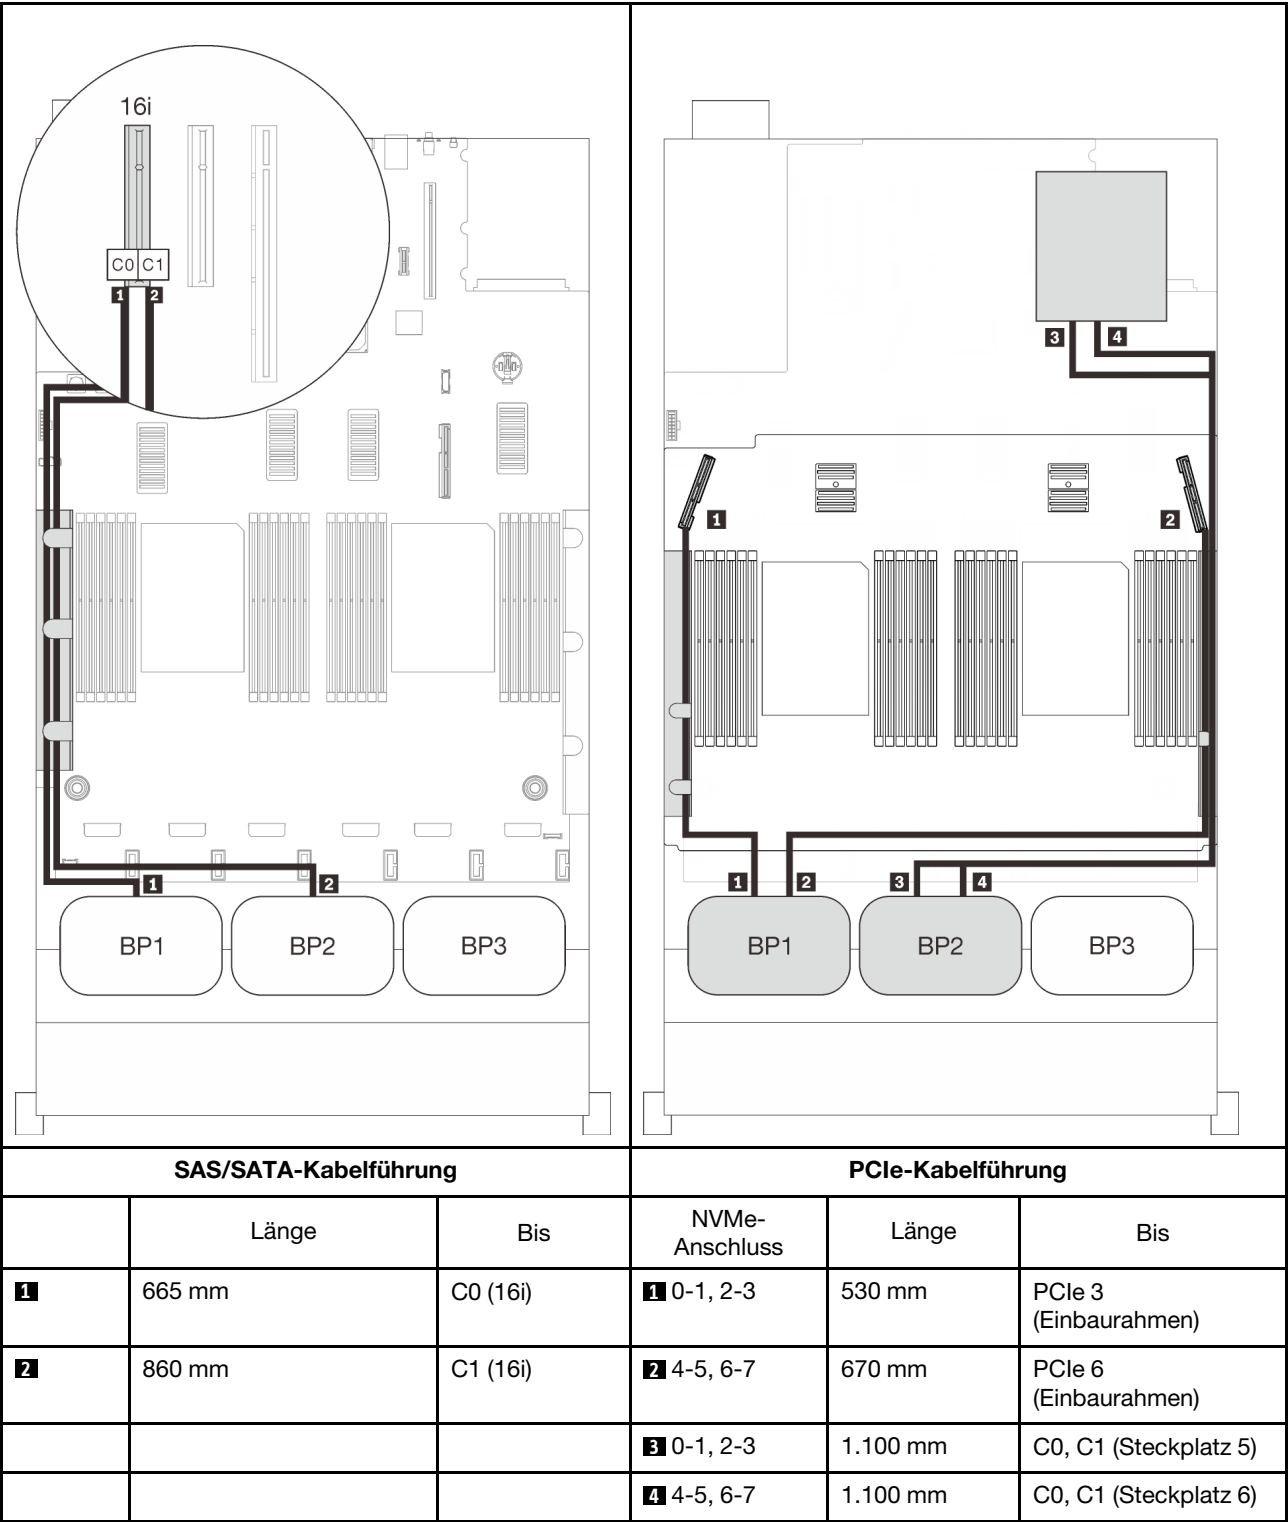 16i
C0 C1
1 2
1 2
BP1 BP2 BP3
3 4
1 2
1 2 3 4
BP1 BP2 BP3
SAS/SATA-Kabelführung
PCIe-Kabelführung
Länge
Bis
NVMe-
Anschluss
Länge
Bis
1
665 mm
C0 (16i)
1 0-1, 2-3
530 mm
PCIe 3
(Einbaurahmen)
2
860 mm
C1 (16i)
2 4-5, 6-7
670 mm
PCIe 6
(Einbaurahmen)
3 0-1, 2-3
1.100 mm
C0, C1 (Steckplatz 5)
4 4-5, 6-7
1.100 mm
C0, C1 (Steckplatz 6)